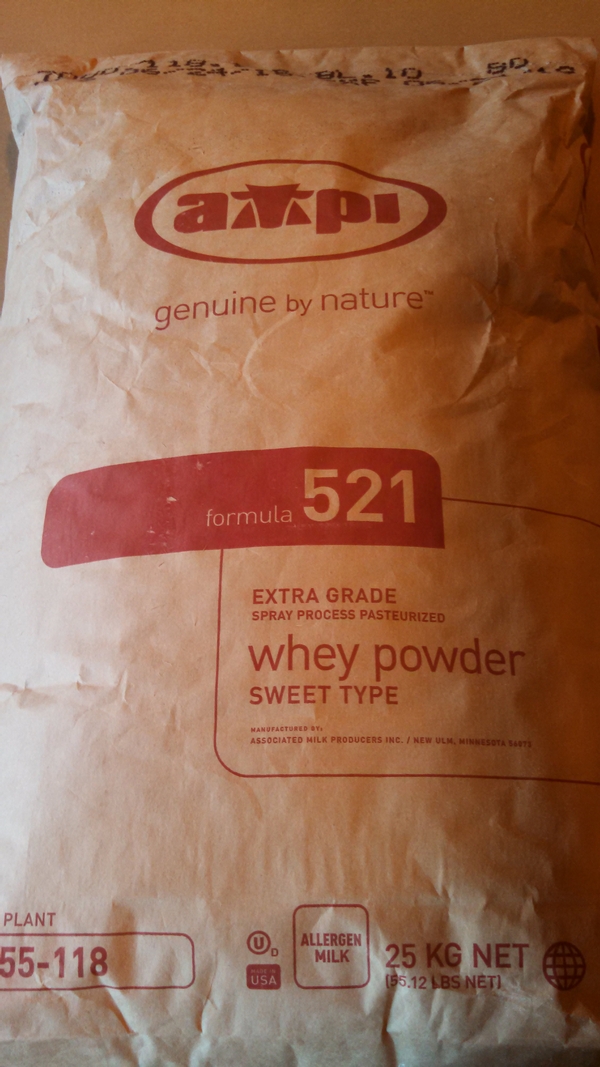 ampi
genuine by nature™
formula 521
EXTRA GRADE
SPRAY PROCESS PASTEURIZED
whey powder
SWEET TYPE
MANUFACTURED BY:
ASSOCIATED MILK PRODUCERS INC. / NEW ULM, MINNESOTA 56073
PLANT
55-118
U D
MADE IN
USA
ALLERGEN
MILK
25 KG NET
(55.12 LBS NET)